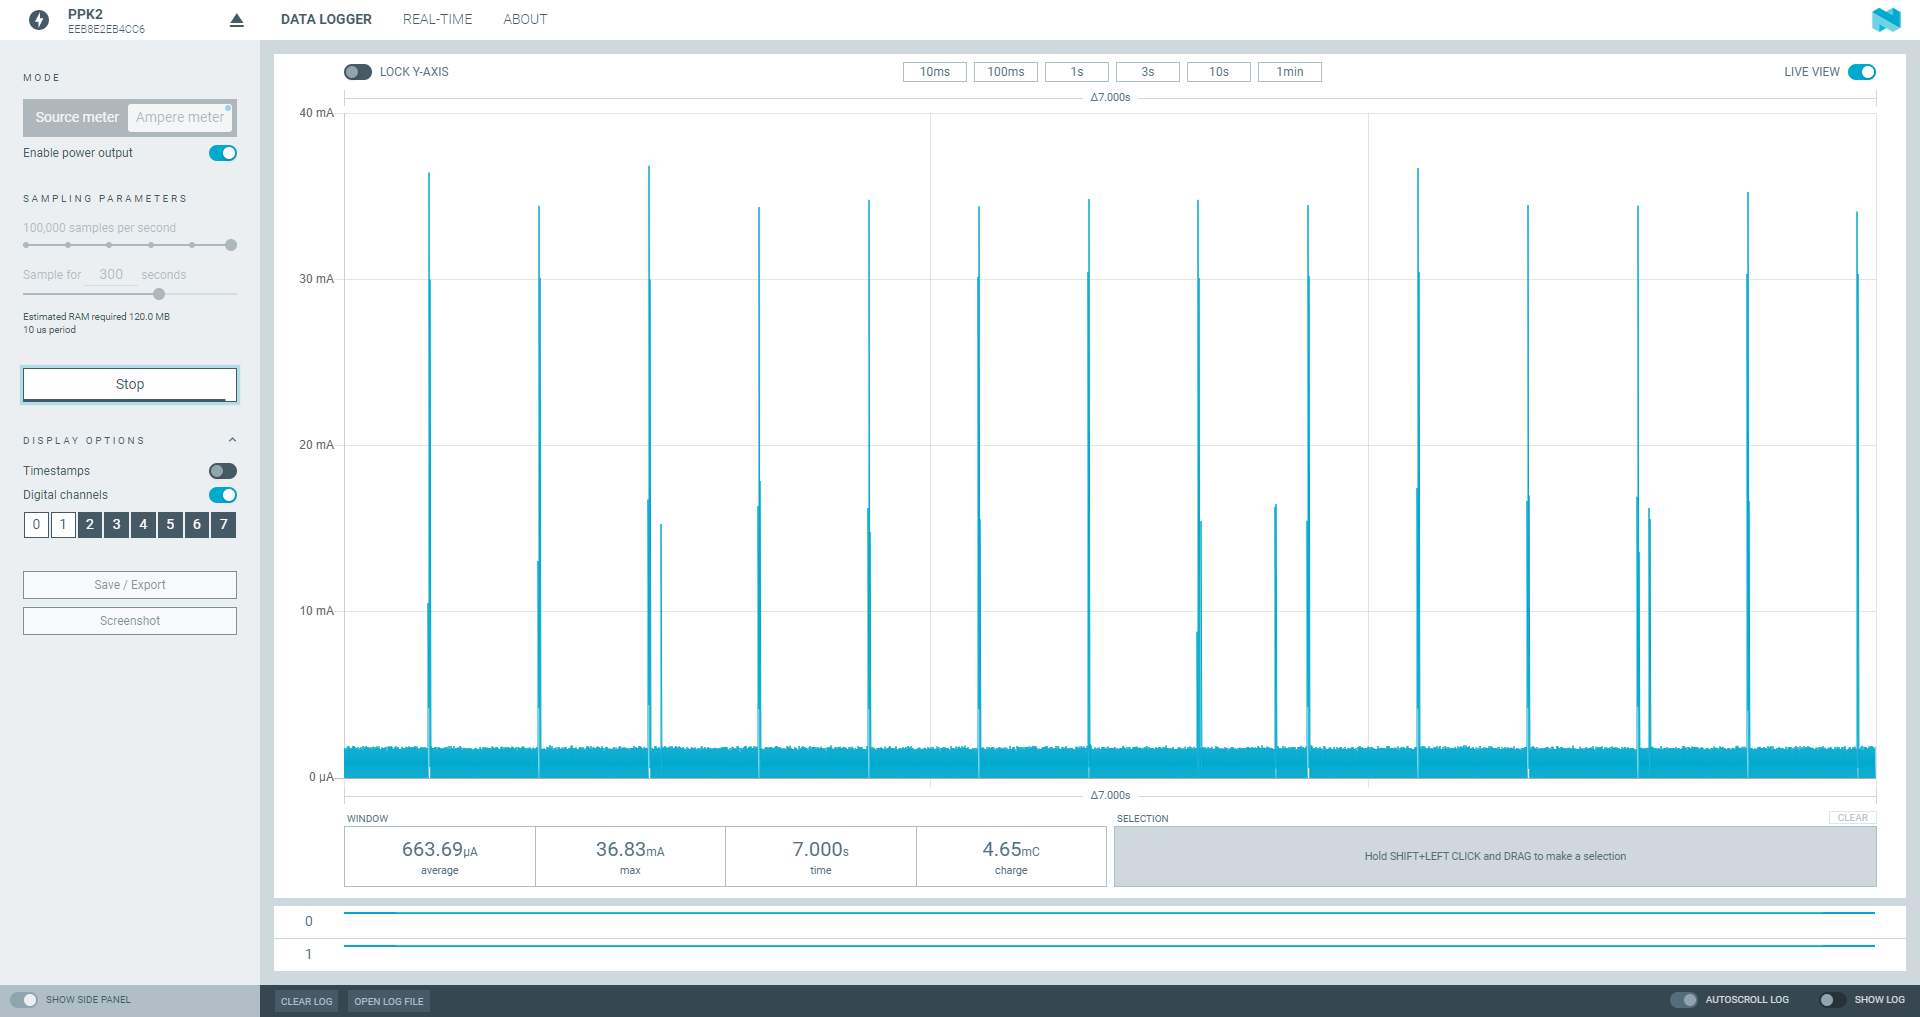 PPK2
EEB8E2EB4CC6
DATA LOGGER
REAL-TIME
ABOUT
MODE
Source meter
Ampere meter
Enable power output
SAMPLING PARAMETERS
100,000 samples per second
Sample for 300 seconds
Estimated RAM required 120.0 MB
10 us period
Stop
DISPLAY OPTIONS
Timestamps
Digital channels
0 1 2 3 4 5 6 7
Save / Export
Screenshot
SHOW SIDE PANEL
LOCK Y-AXIS
10ms
100ms
1s
3s
10s
1min
LIVE VIEW
Δ7.000s
40 mA
30 mA
20 mA
10 mA
0 µA
Δ7.000s
WINDOW
663.69µA
average
36.83mA
max
7.000s
time
4.65mC
charge
SELECTION
CLEAR
Hold SHIFT+LEFT CLICK and DRAG to make a selection
0
1
CLEAR LOG
OPEN LOG FILE
AUTOSCROLL LOG
SHOW LOG